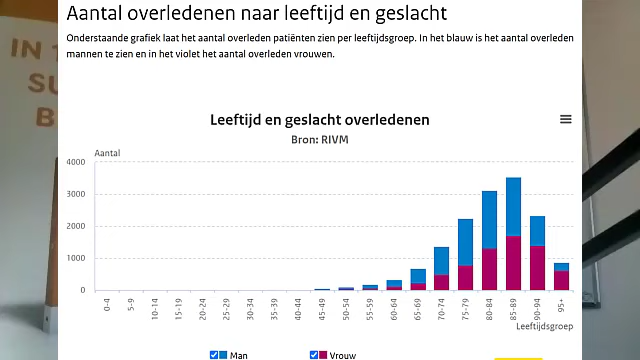 Aantal overledenen naar leeftijd en geslacht
Onderstaande grafiek laat het aantal overleden patiënten zien per leeftijdsgroep. In het blauw is het aantal overleden
mannen te zien en in het violet het aantal overleden vrouwen.
Leeftijd en geslacht overledenen
Bron: RIVM
Aantal
4000
3000
2000
1000
0
0-4
5-9
10-14
15-19
20-24
25-29
30-34
35-39
40-44
45-49
50-54
55-59
60-64
65-69
70-74
75-79
80-84
85-89
90-94
95+
Leeftijdsgroep
Man
Vrouw